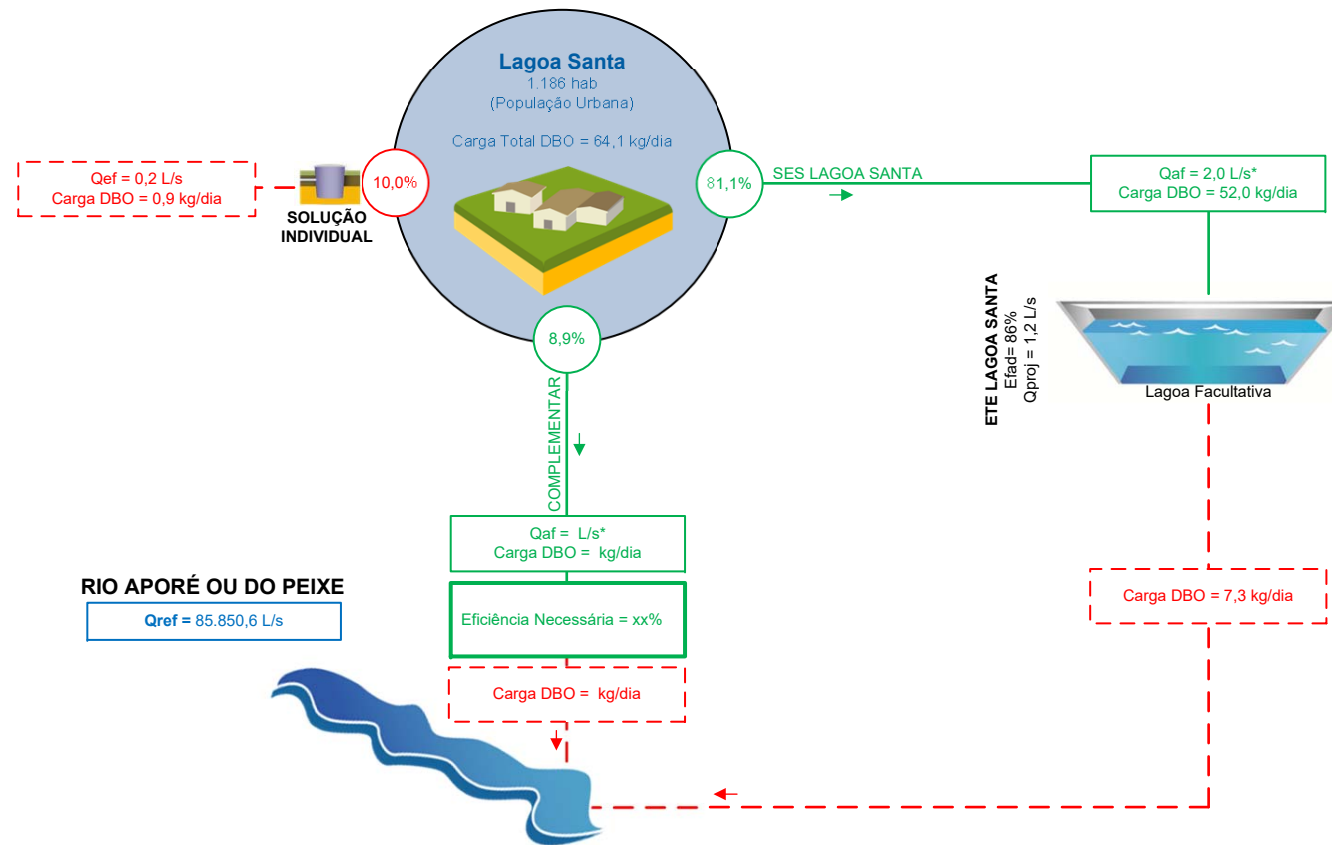 Lagoa Santa
1.186 hab
(População Urbana)
Carga Total DBO = 64,1 kg/dia
Qef = 0,2 L/s
Carga DBO = 0,9 kg/dia
SOLUÇÃO
INDIVIDUAL
10,0%
81,1%
SES LAGOA SANTA
Qaf = 2,0 L/s*
Carga DBO = 52,0 kg/dia
8,9%
COMPLEMENTAR
ETE LAGOA SANTA
Efad= 86%
Qproj = 1,2 L/s
Lagoa Facultativa
Qaf = L/s*
Carga DBO = kg/dia
Eficiência Necessária = xx%
Carga DBO = kg/dia
Carga DBO = 7,3 kg/dia
RIO APORÉ OU DO PEIXE
Qref = 85.850,6 L/s